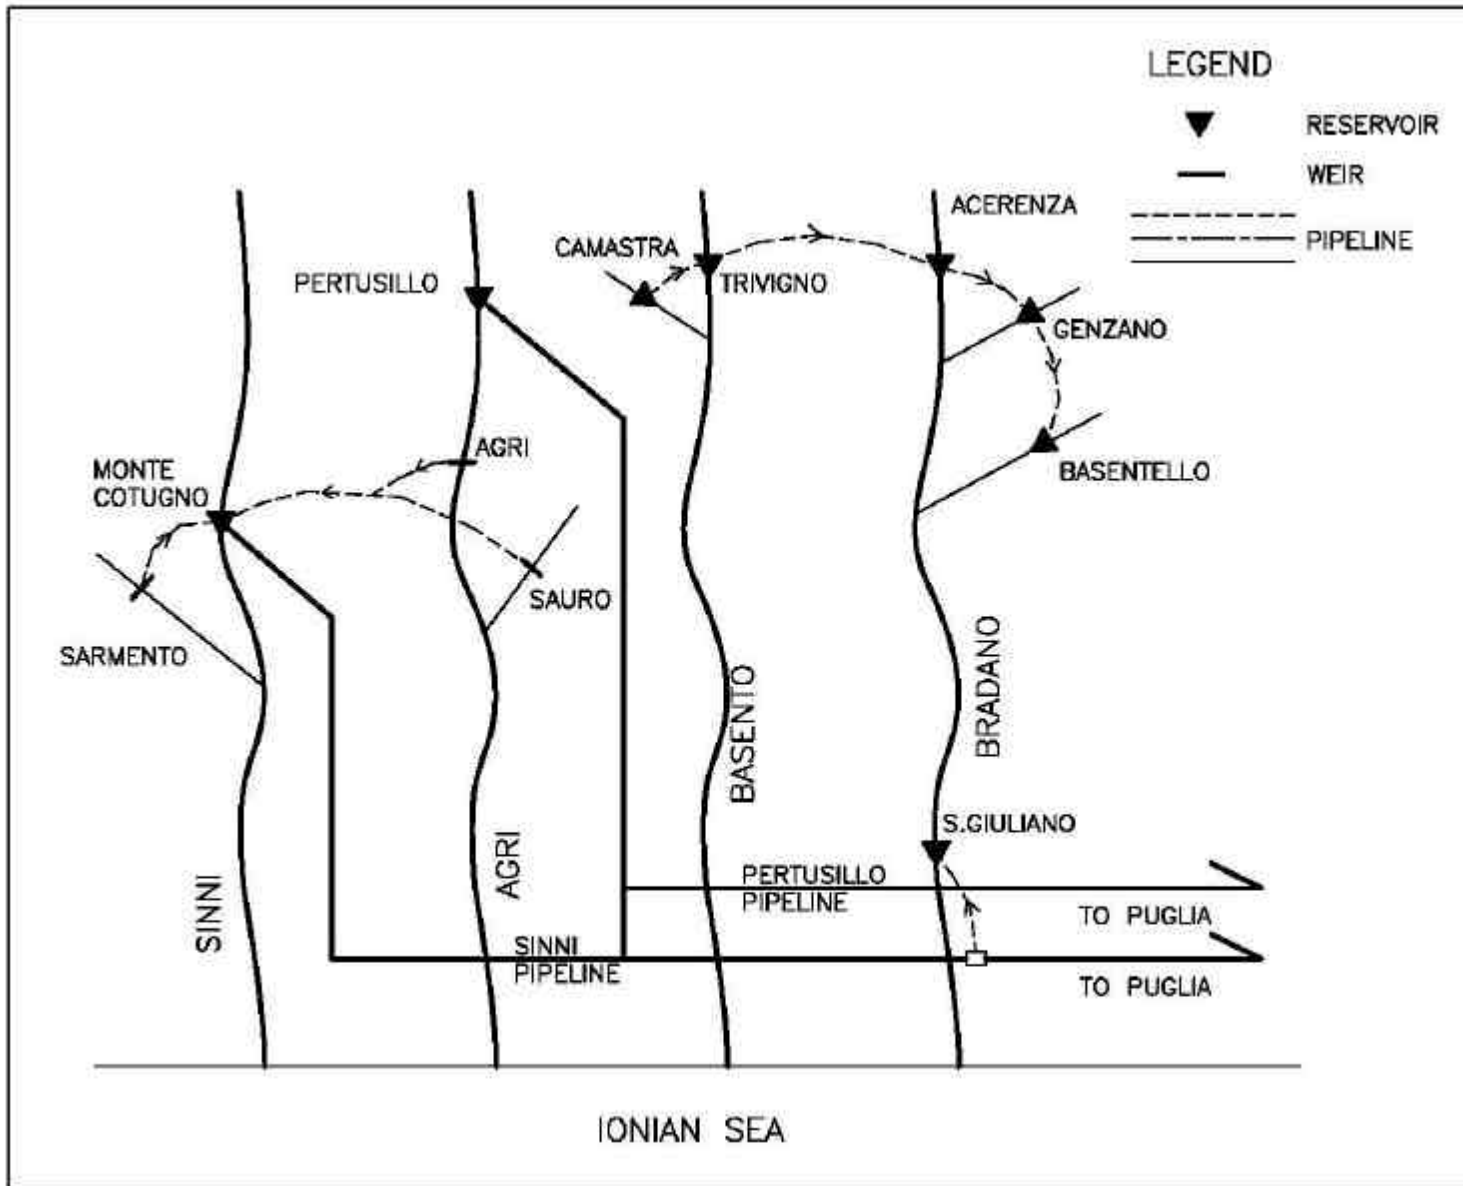 LEGEND
RESERVOIR
WEIR
PIPELINE
ACERENZA
CAMASTRA
TRIVIGNO
PERTUSILLO
GENZANO
AGRI
MONTE
COTUGNO
BASENTELLO
SAURO
SARMENTO
BASENTO
BRADANO
S.GIULIANO
AGRI
SINNI
PERTUSILLO
PIPELINE
TO PUGLIA
SINNI
PIPELINE
TO PUGLIA
IONIAN SEA